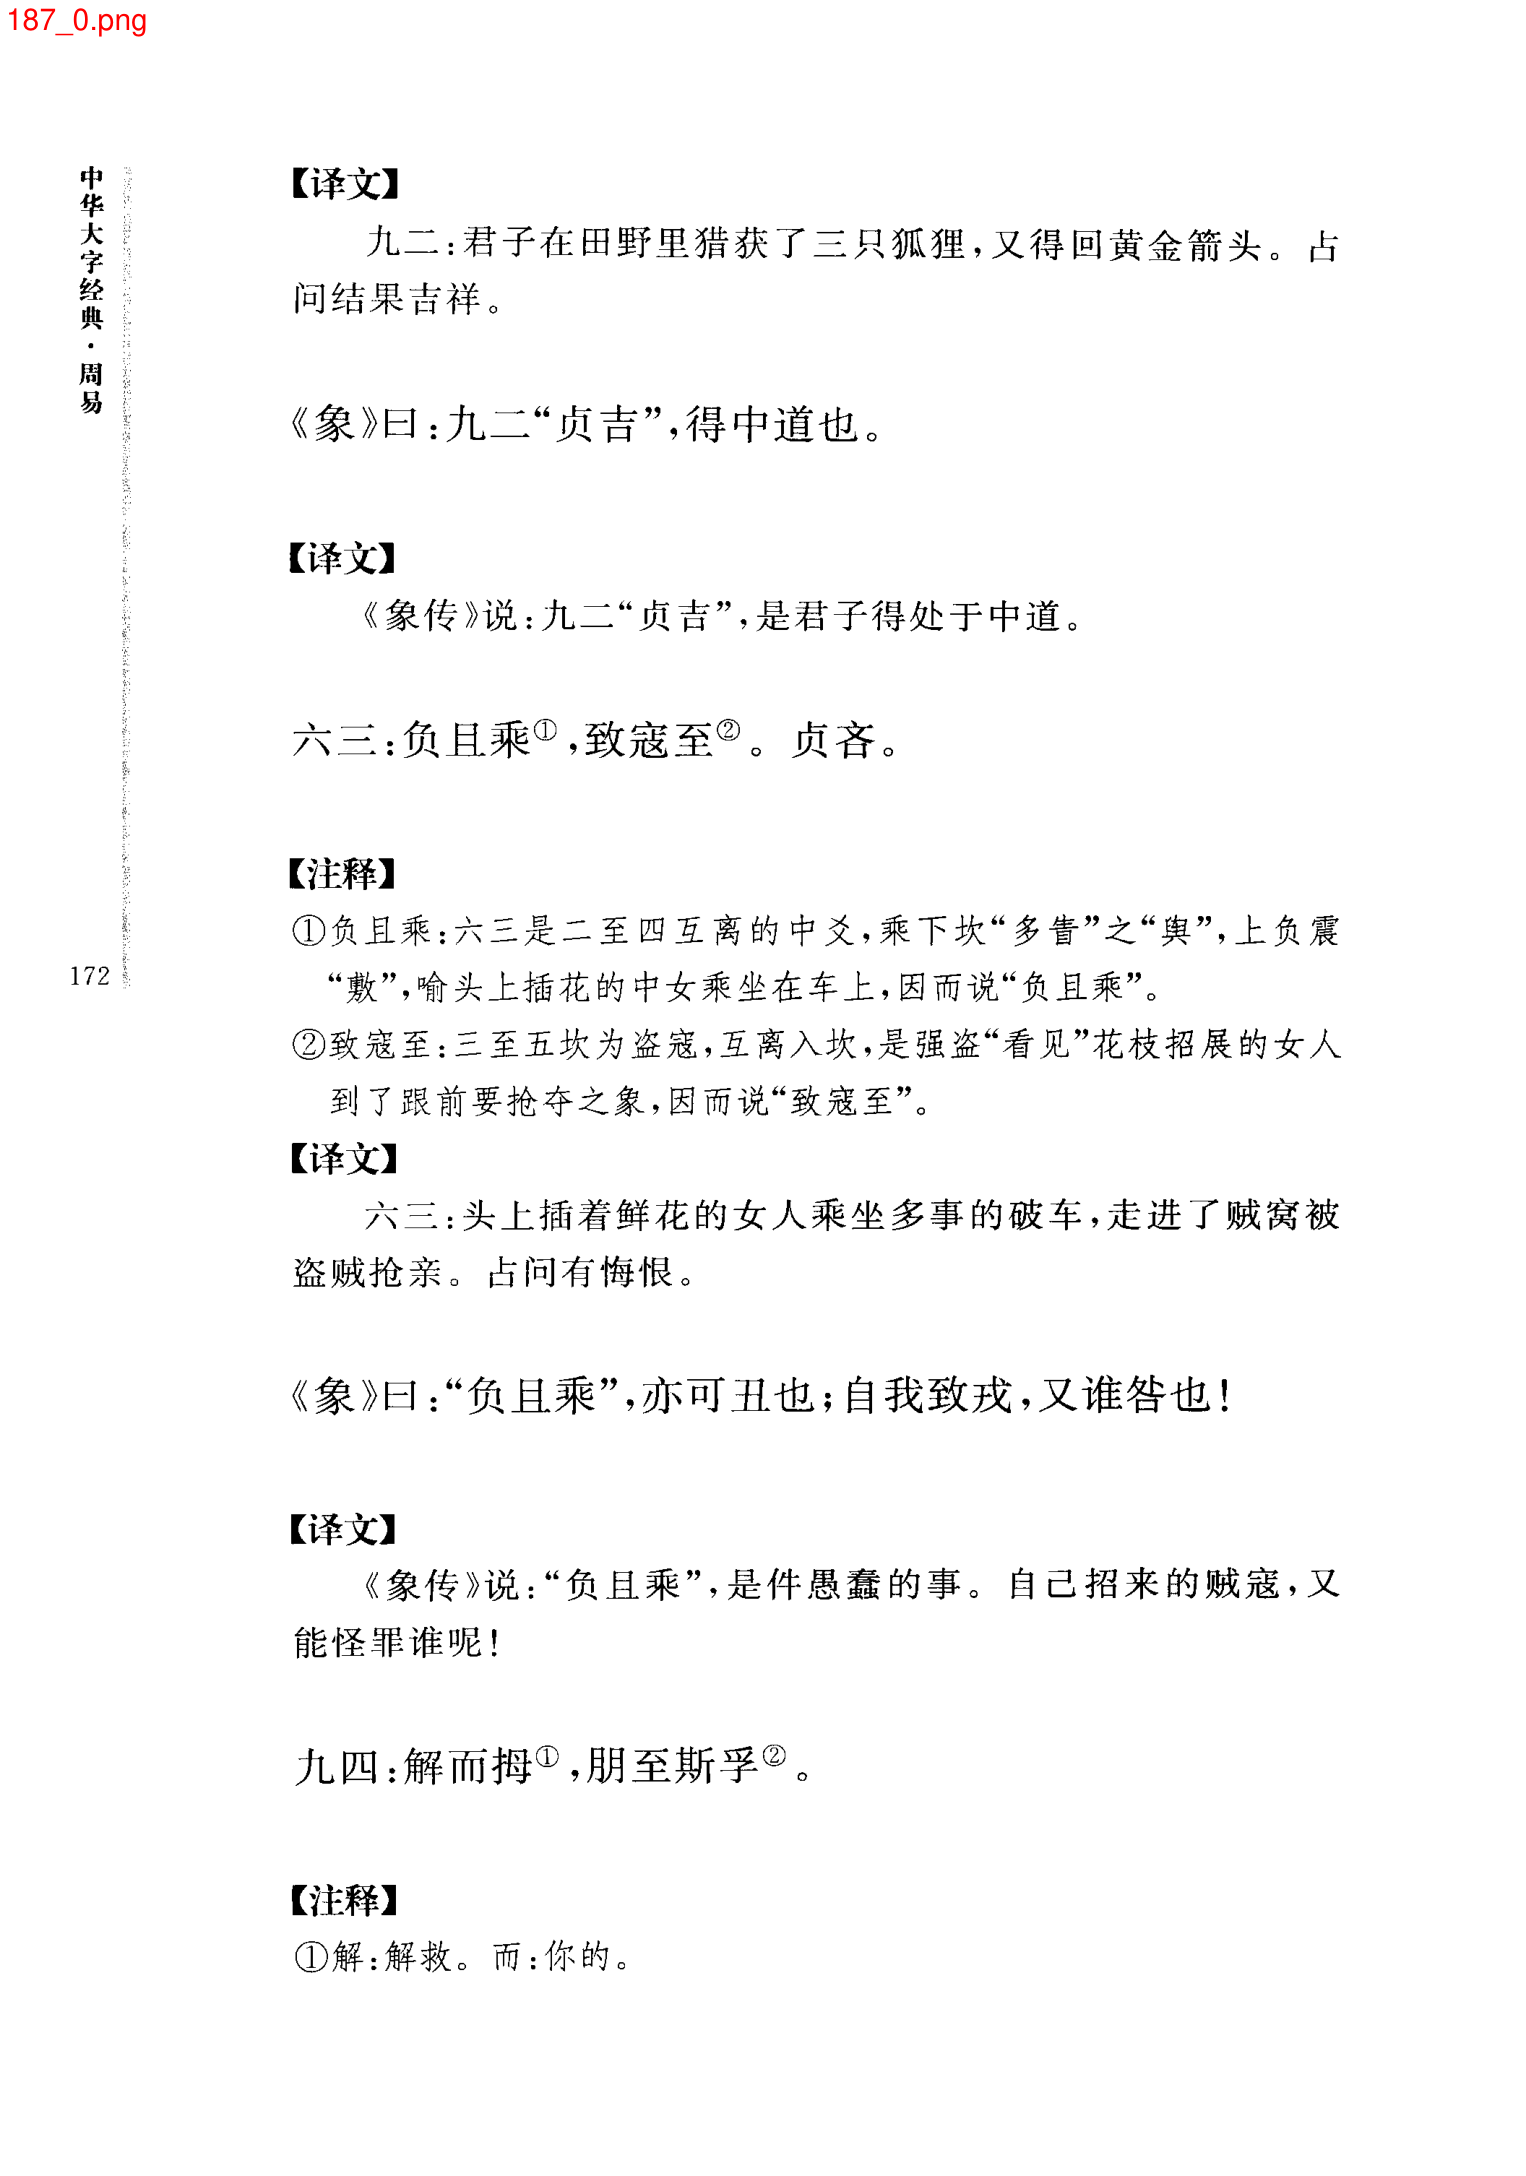 187_0.png
中华大字经典·周易
172
【译文】
九二:君子在田野里猎获了三只狐狸,又得回黄金箭头。占
问结果吉祥。
《象》曰:九二“贞吉”,得中道也。
【译文】
《象传》说:九二“贞吉”,是君子得处于中道。
六三:负且乘①,致寇至②。贞吝。
【注释】
①负且乘:六三是二至四互离的中爻,乘下坎“多眚”之“舆”,上负震
“敷”,喻头上插花的中女乘坐在车上,因而说“负且乘”。
②致寇至:三至五坎为盗寇,互离入坎,是强盗“看见”花枝招展的女人
到了跟前要抢夺之象,因而说“致寇至”。
【译文】
六三:头上插着鲜花的女人乘坐多事的破车,走进了贼窝被
盗贼抢亲。占问有悔恨。
《象》曰:“负且乘”,亦可丑也;自我致戎,又谁咎也!
【译文】
《象传》说:“负且乘”,是件愚蠢的事。自己招来的贼寇,又
能怪罪谁呢!
九四:解而拇①,朋至斯孚②。
【注释】
①解:解救。而:你的。